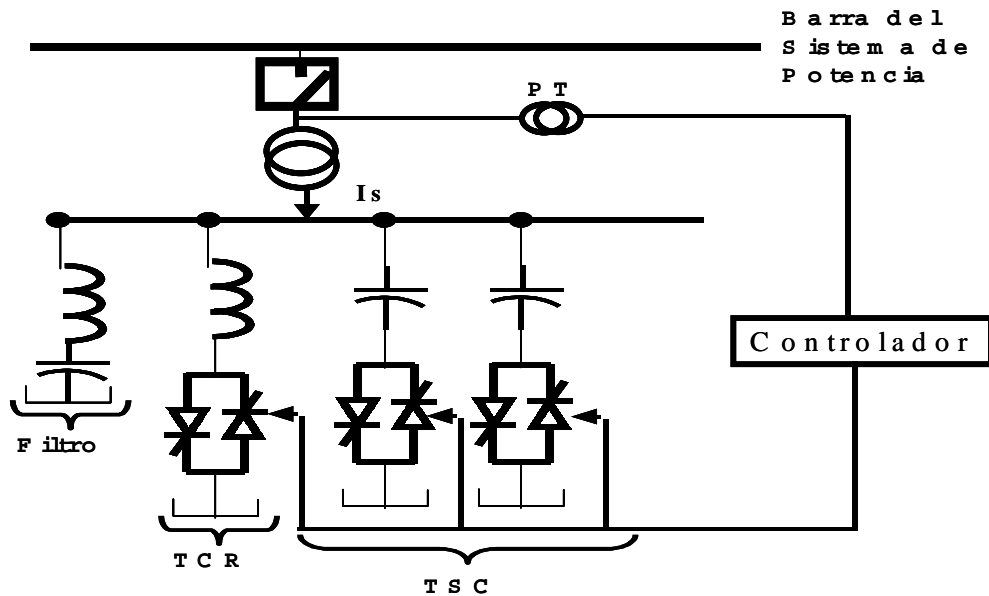 Barra del
Sistema de
Potencia
PT
Is
Controlador
Filtro
TCR
TSC